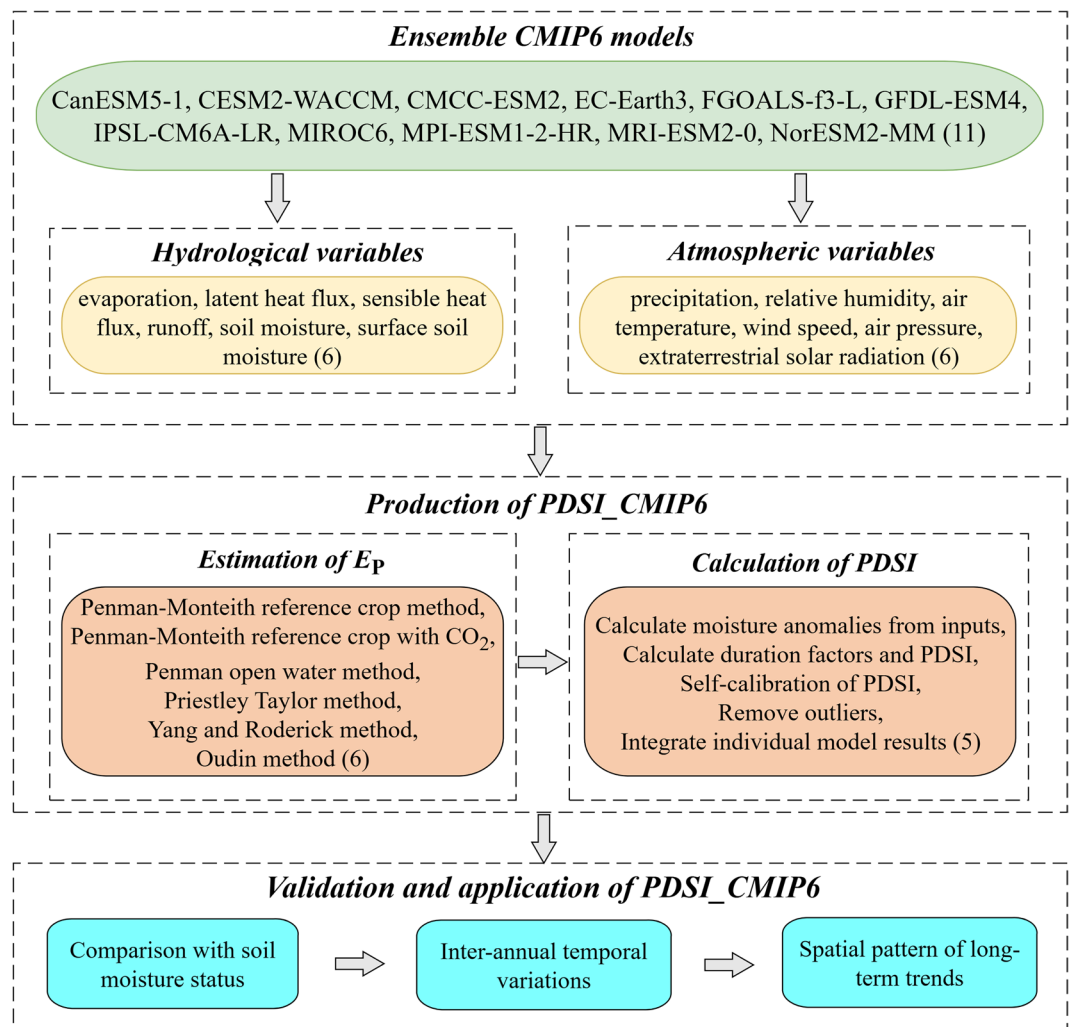 Ensemble CMIP6 models
CanESM5-1, CESM2-WACCM, CMCC-ESM2, EC-Earth3, FGOALS-f3-L, GFDL-ESM4,
IPSL-CM6A-LR, MIROC6, MPI-ESM1-2-HR, MRI-ESM2-0, NorESM2-MM (11)
Hydrological variables
evaporation, latent heat flux, sensible heat
flux, runoff, soil moisture, surface soil
moisture (6)
Atmospheric variables
precipitation, relative humidity, air
temperature, wind speed, air pressure,
extraterrestrial solar radiation (6)
Production of PDSI_CMIP6
Estimation of EP
Penman-Monteith reference crop method,
Penman-Monteith reference crop with CO2,
Penman open water method,
Priestley Taylor method,
Yang and Roderick method,
Oudin method (6)
Calculation of PDSI
Calculate moisture anomalies from inputs,
Calculate duration factors and PDSI,
Self-calibration of PDSI,
Remove outliers,
Integrate individual model results (5)
Validation and application of PDSI_CMIP6
Comparison with soil
moisture status
Inter-annual temporal
variations
Spatial pattern of long-
term trends